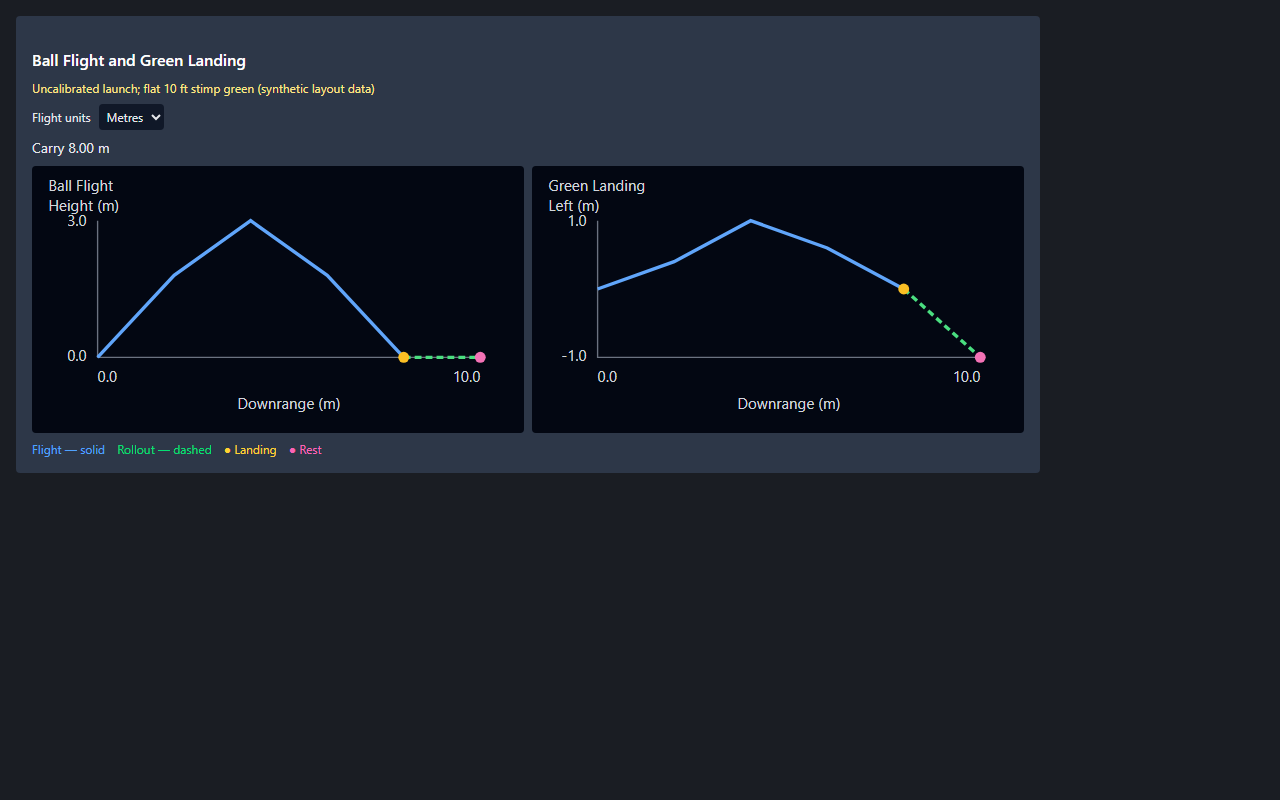 Ball Flight and Green Landing
Uncalibrated launch; flat 10 ft stimp green (synthetic layout data)
Flight units Metres
Carry 8.00 m
Ball Flight
Height (m)
3.0
0.0
0.0 10.0
Downrange (m)
Green Landing
Left (m)
1.0
-1.0
0.0 10.0
Downrange (m)
Flight — solid Rollout — dashed ● Landing ● Rest